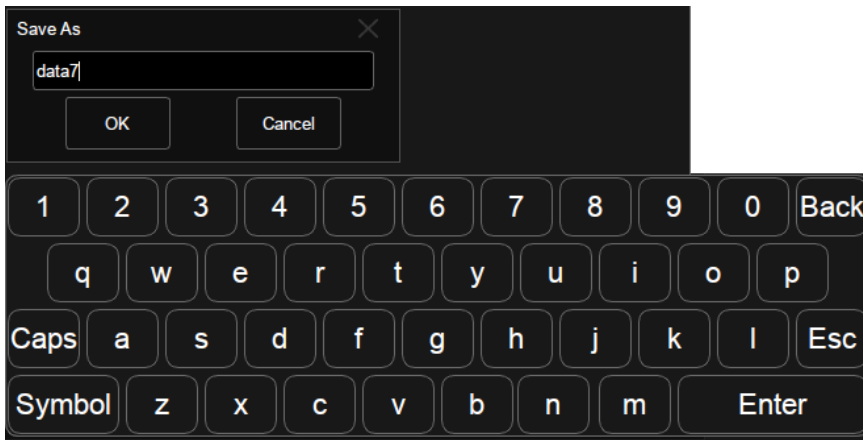 Save As
data7
OK Cancel
1 2 3 4 5 6 7 8 9 0 Back
q w e r t y u i o p
Caps a s d f g h j k l Esc
Symbol z x c v b n m Enter